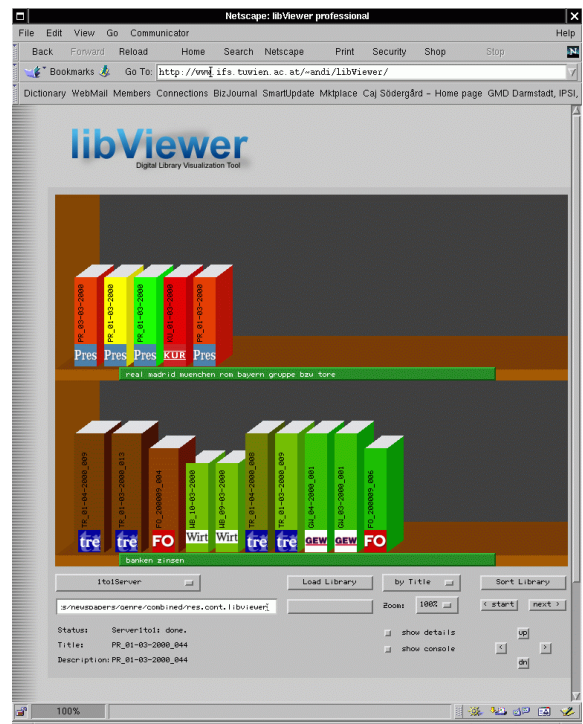 Netscape: libViewer professional
File Edit View Go Communicator Help
Back Forward Reload Home Search Netscape Print Security Shop Stop N
Bookmarks Go To: http://www.ifs.tuwien.ac.at/~andi/libViewer/
Dictionary WebMail Members Connections BizJournal SmartUpdate Mktplace Caj Södergård – Home page GMD Darmstadt, IPSI,
libViewer
Digital Library Visualization Tool
PR_03-03-2000
PR_01-03-2000
PR_01-03-2000
KU_01-03-2000
PR_01-03-2000
Pres Pres Pres KUR Pres
real madrid muenchen rom bayern gruppe bzw tore
TR_01-04-2000_009
TR_01-03-2000_013
FO_200009_004
WB_10-03-2000
WB_09-03-2000
TR_01-04-2000_008
TR_01-03-2000_009
GW_04-2000_001
GW_03-2000_001
FO_200009_006
tre tre FO Wirt Wirt tre tre GEW GEW FO
banken zinsen
1to1Server Load Library by Title Sort Library
:s/newspapers/genre/combined/res.cont.libviewer Zoom: 100% < start next >
Status: Server1to1: done. show details up
Title: PR_01-03-2000_044 show console < >
Description: PR_01-03-2000_044 dn
100%